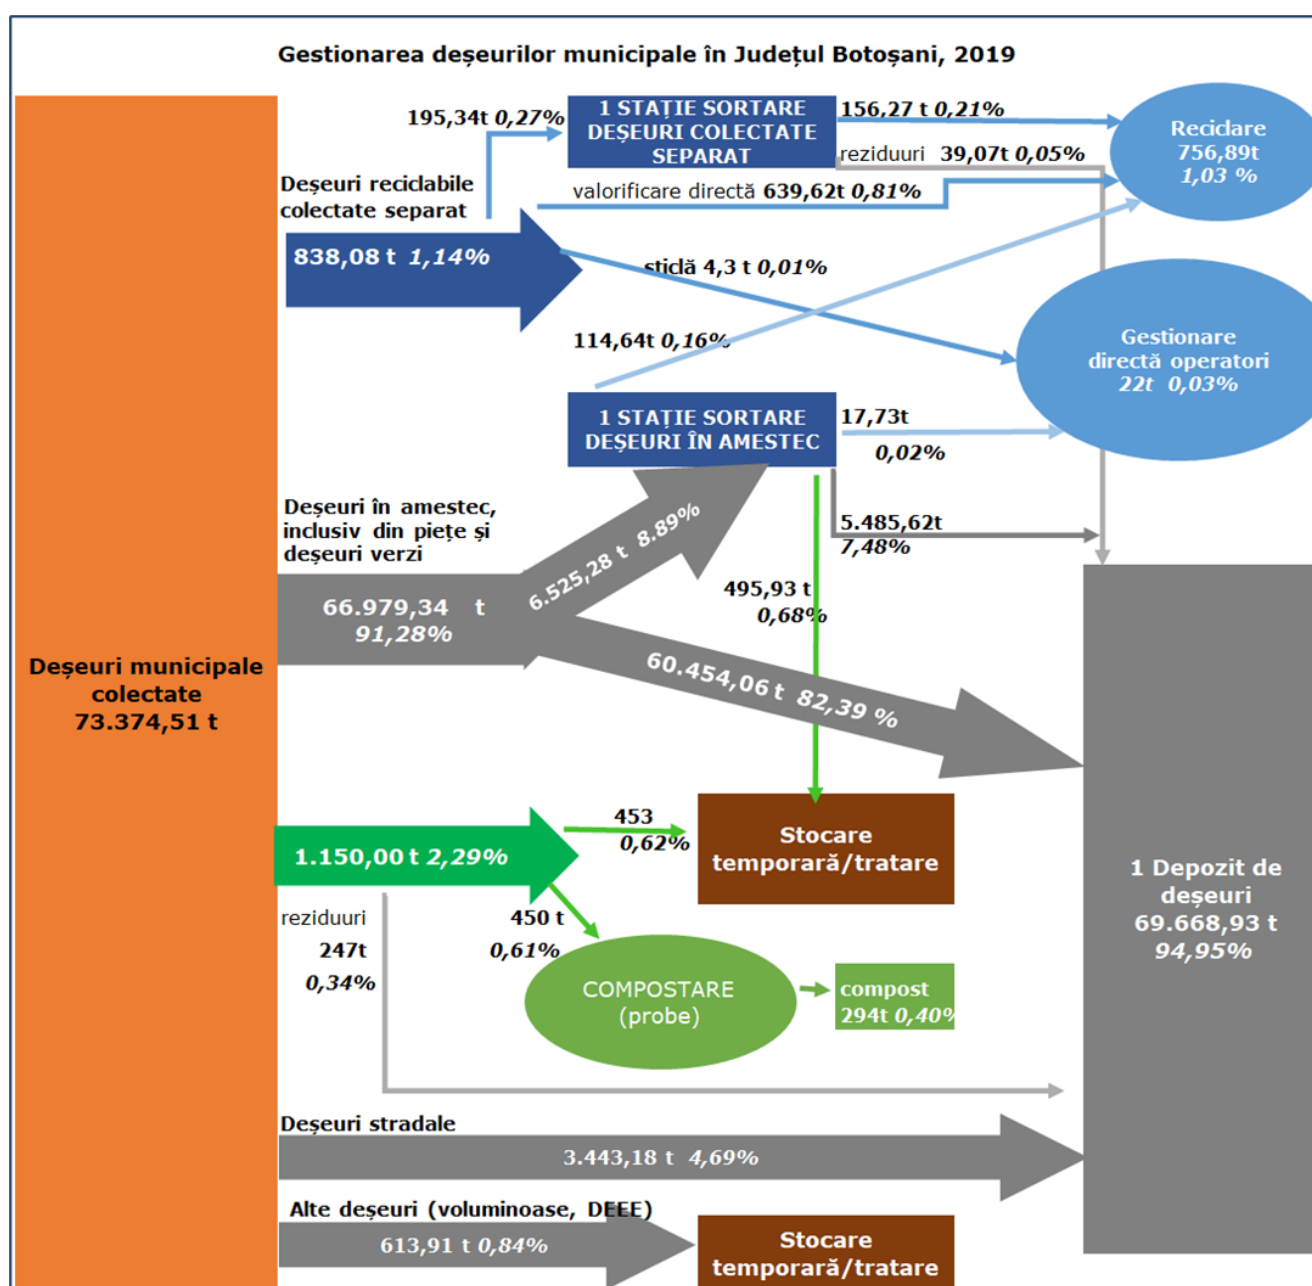 Gestionarea deșeurilor municipale în Județul Botoșani, 2019
195,34t 0,27%
1 STAȚIE SORTARE
DEȘEURI COLECTATE
SEPARAT
156,27 t 0,21%
reziduuri 39,07t 0,05%
Reciclare
756,89t
1,03 %
Deșeuri reciclabile
colectate separat
valorificare directă 639,62t 0,81%
838,08 t 1,14%
sticlă 4,3 t 0,01%
114,64t 0,16%
Gestionare
directă operatori
22t 0,03%
1 STAȚIE SORTARE
DEȘEURI ÎN AMESTEC
17,73t
0,02%
Deșeuri în amestec,
inclusiv din piețe și
deșeuri verzi
6.525,28 t 8.89%
5.485,62t
7,48%
66.979,34 t
91,28%
495,93 t
0,68%
Deșeuri municipale
colectate
73.374,51 t
60.454,06 t 82,39 %
1.150,00 t 2,29%
453
0,62%
Stocare
temporară/tratare
1 Depozit de
deșeuri
69.668,93 t
94,95%
reziduuri
247t
0,34%
450 t
0,61%
COMPOSTARE
(probe)
compost
294t 0,40%
Deșeuri stradale
3.443,18 t 4,69%
Alte deșeuri (voluminoase, DEEE)
613,91 t 0,84%
Stocare
temporară/tratare